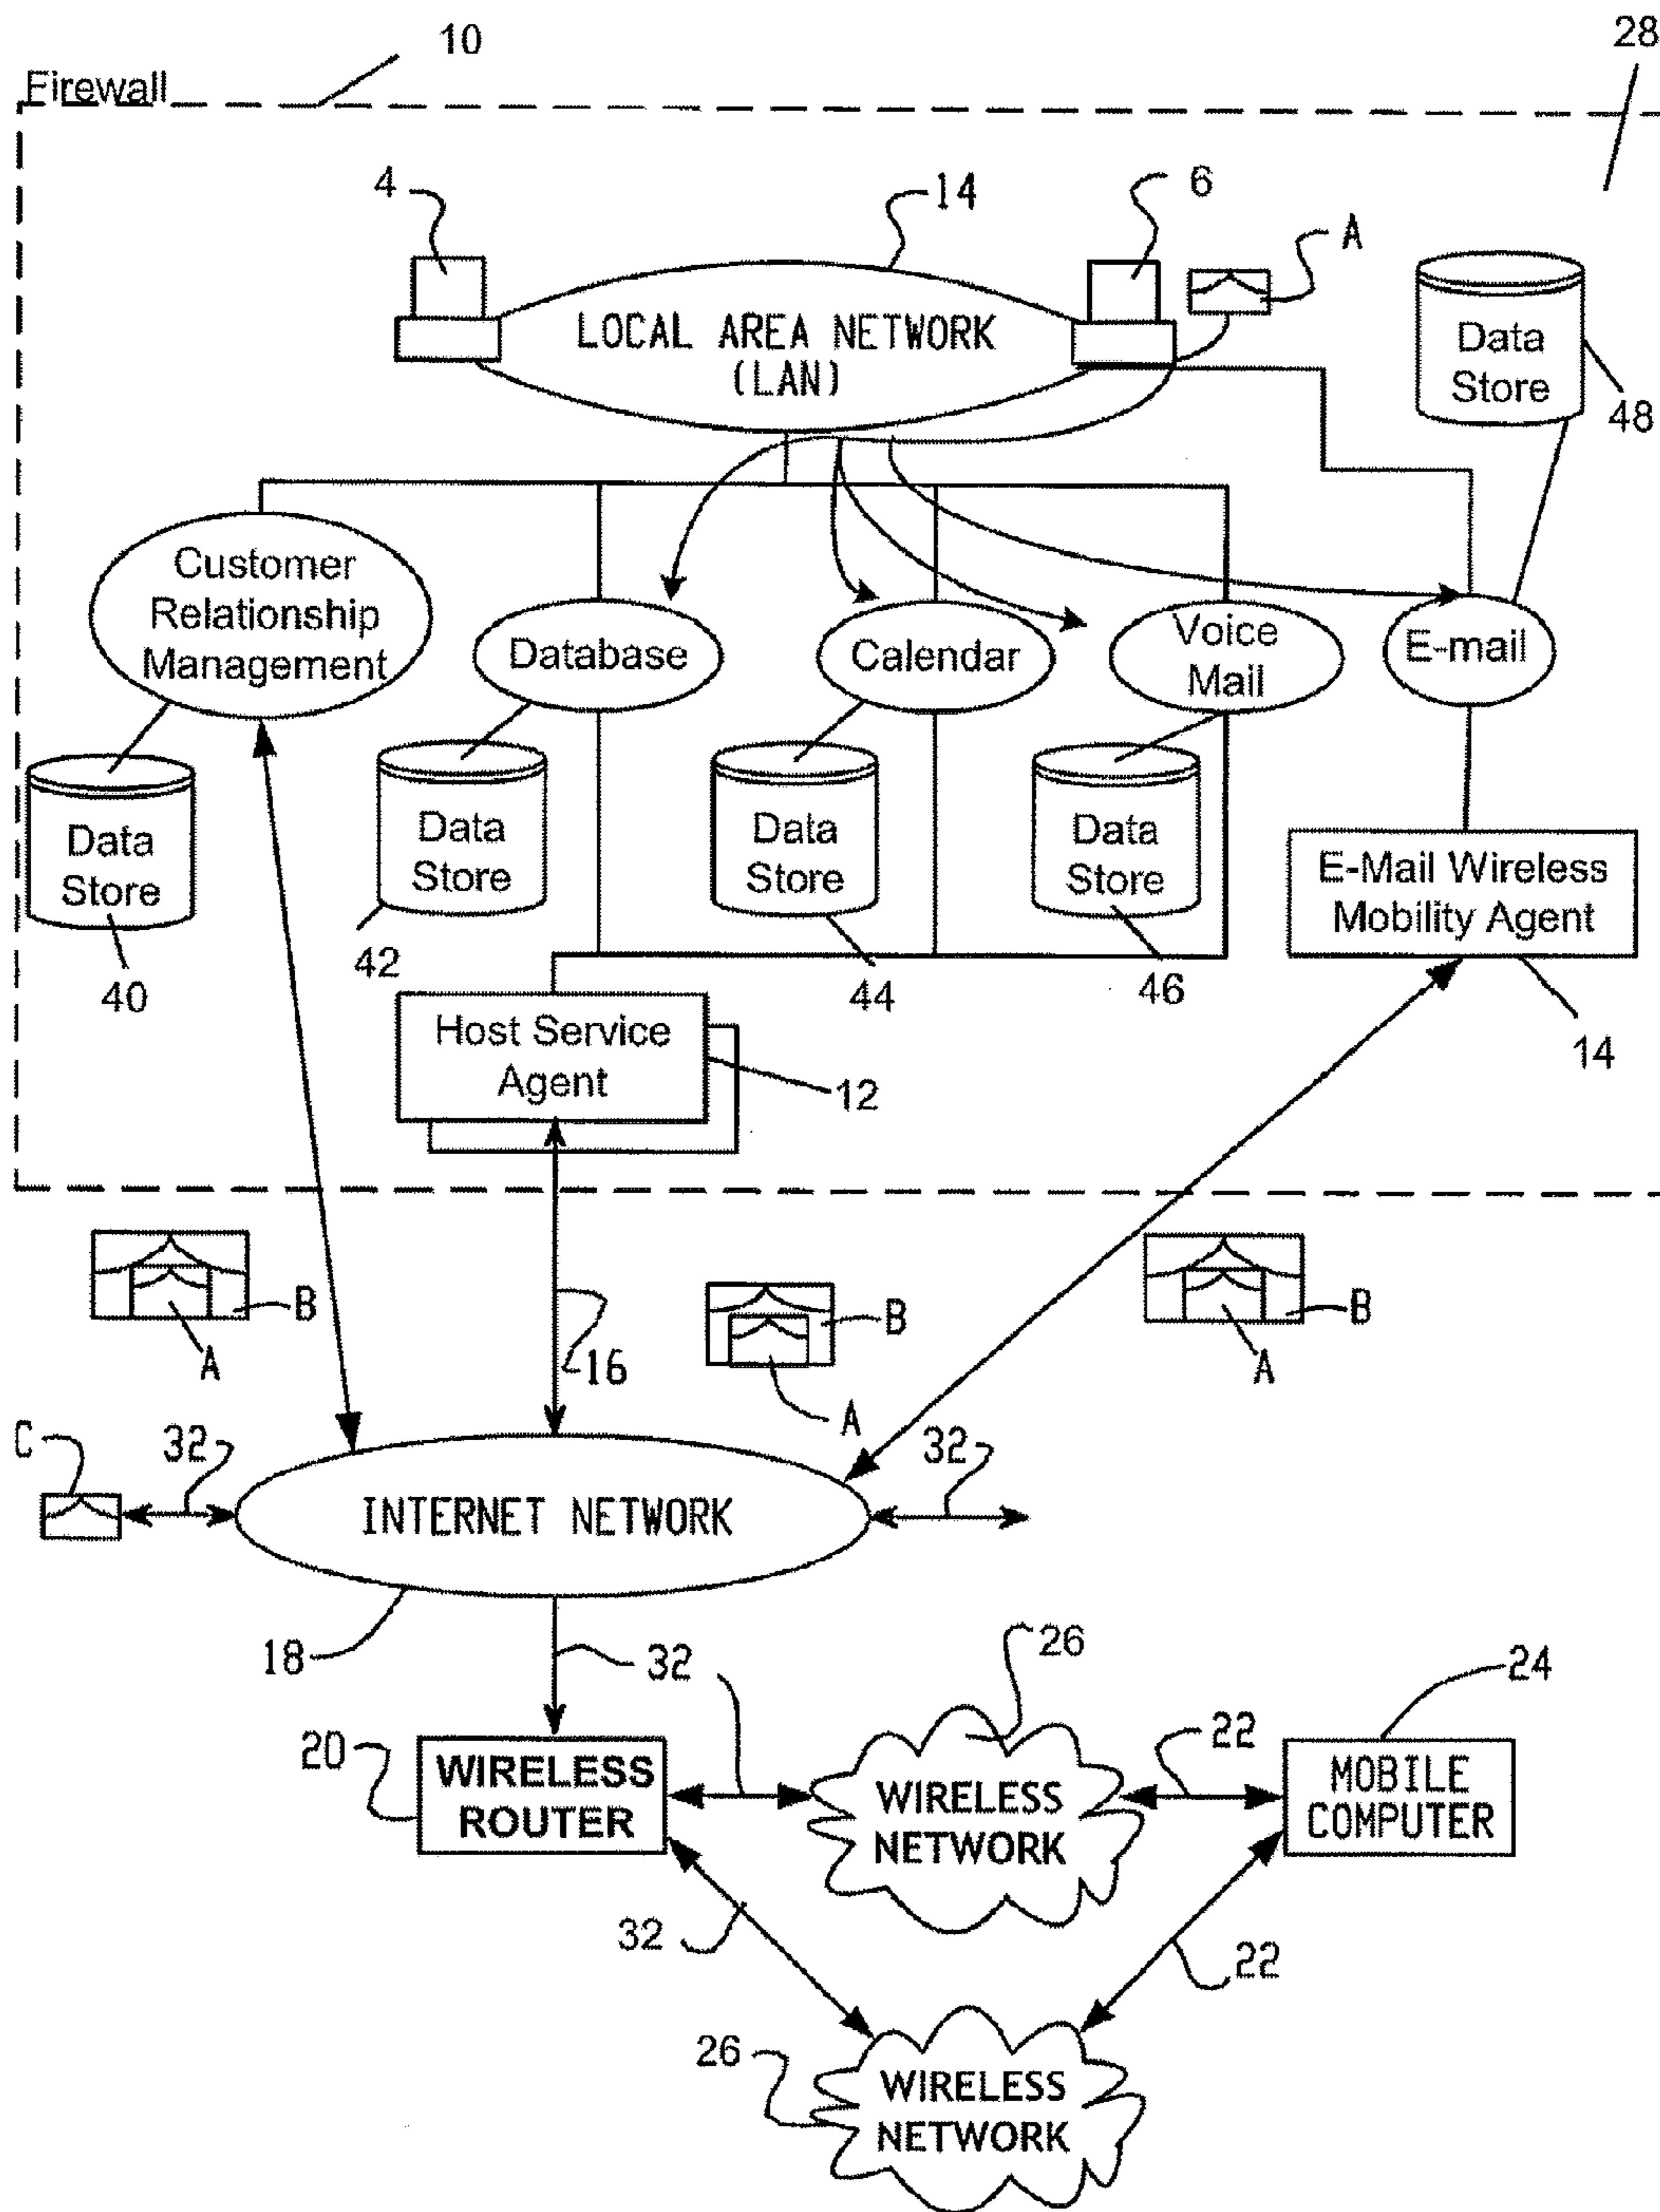 10
28
Firewall
4
14
6
A
LOCAL AREA NETWORK
(LAN)
Data
Store
48
Customer
Relationship
Management
Database
Calendar
Voice
Mail
E-mail
Data
Store
40
Data
Store
42
Data
Store
44
Data
Store
46
E-Mail Wireless
Mobility Agent
14
Host Service
Agent
12
B
A
16
B
A
B
A
C
32
INTERNET NETWORK
32
18
32
26
24
20
WIRELESS
ROUTER
WIRELESS
NETWORK
22
MOBILE
COMPUTER
32
22
26
WIRELESS
NETWORK